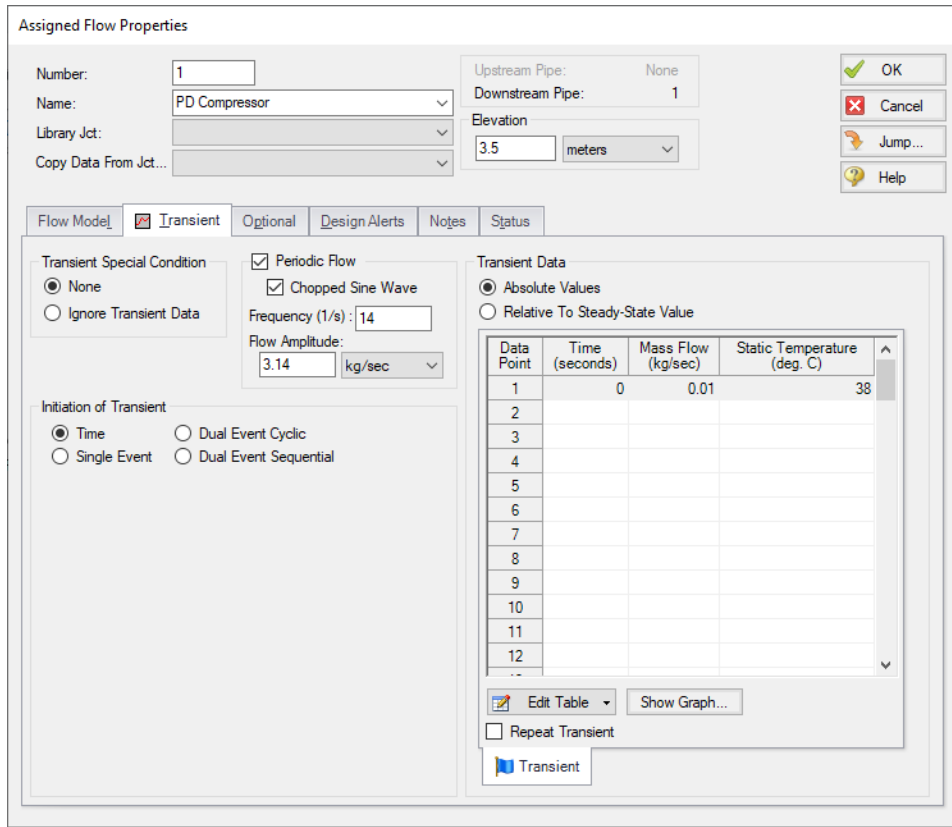 Assigned Flow Properties
Number:
1
Name:
PD Compressor
Library Jct:
Copy Data From Jct...
Upstream Pipe: None
Downstream Pipe: 1
Elevation
3.5
meters
OK
Cancel
Jump...
Help
Flow Model
Transient
Optional
Design Alerts
Notes
Status
Transient Special Condition
None
Ignore Transient Data
Periodic Flow
Chopped Sine Wave
Frequency (1/s) : 14
Flow Amplitude:
3.14
kg/sec
Initiation of Transient
Time
Dual Event Cyclic
Single Event
Dual Event Sequential
Transient Data
Absolute Values
Relative To Steady-State Value
Data Point
Time (seconds)
Mass Flow (kg/sec)
Static Temperature (deg. C)
1 0 0.01 38
2
3
4
5
6
7
8
9
10
11
12
Edit Table
Show Graph...
Repeat Transient
Transient